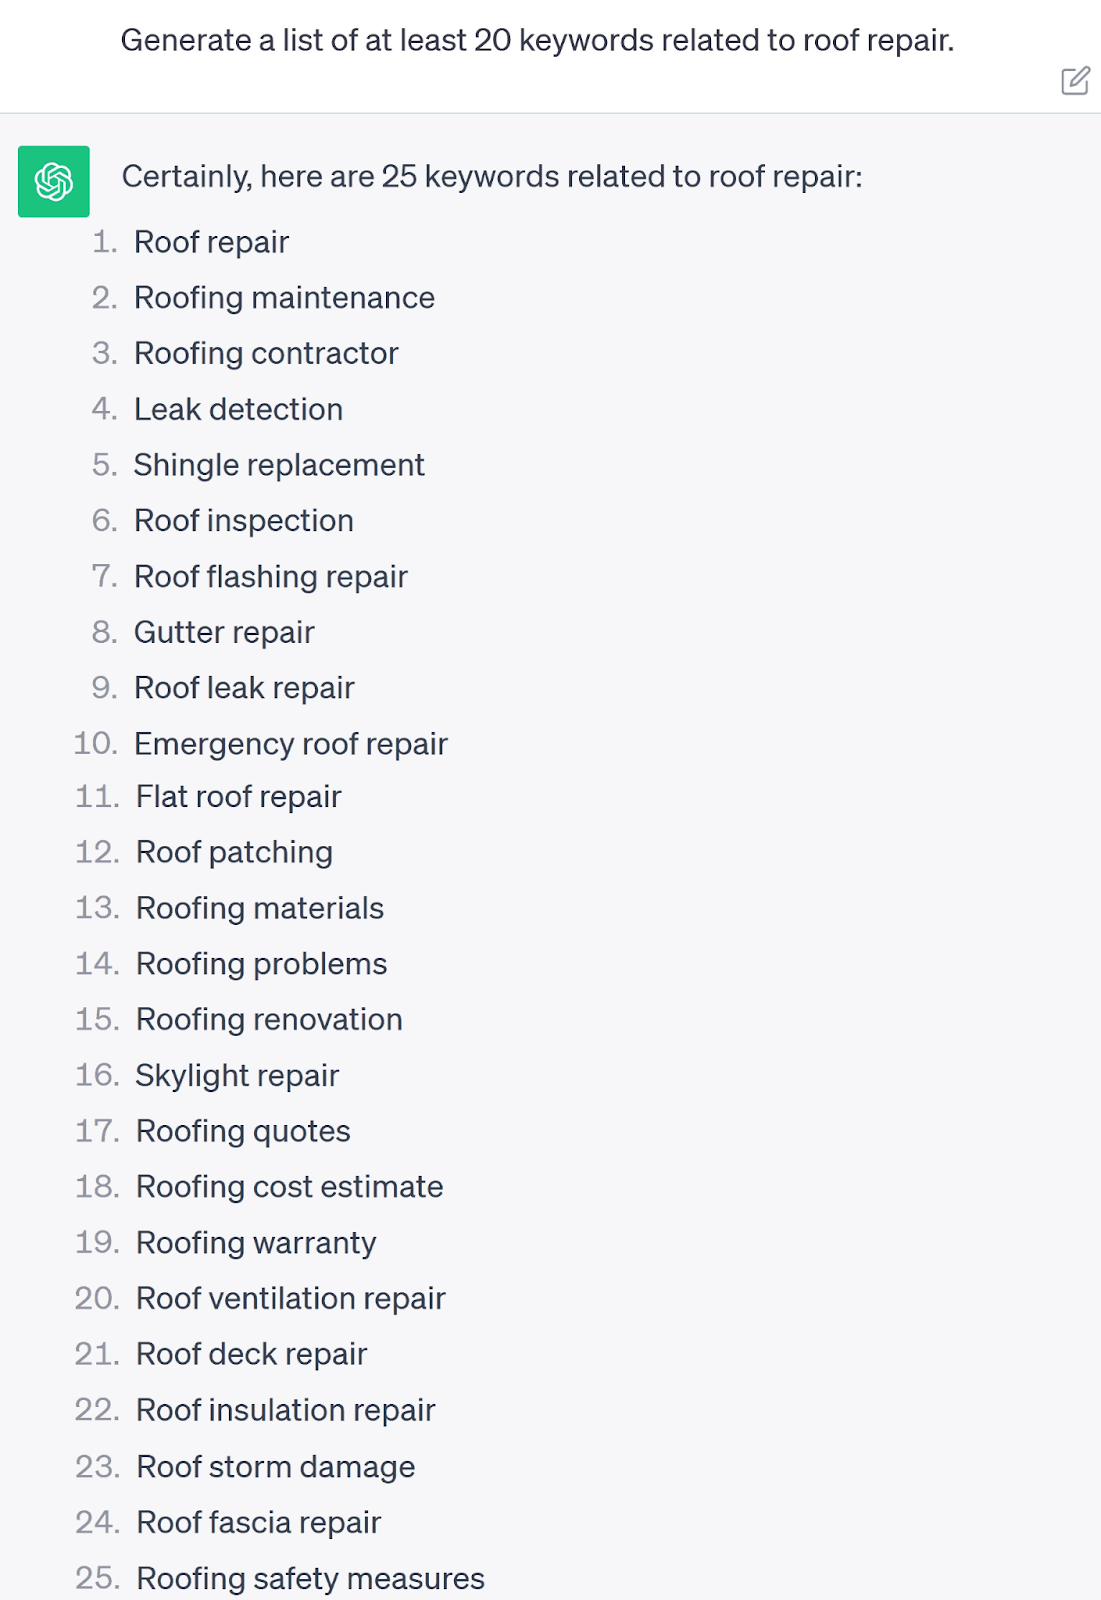 Generate a list of at least 20 keywords related to roof repair.
Certainly, here are 25 keywords related to roof repair:
1. Roof repair
2. Roofing maintenance
3. Roofing contractor
4. Leak detection
5. Shingle replacement
6. Roof inspection
7. Roof flashing repair
8. Gutter repair
9. Roof leak repair
10. Emergency roof repair
11. Flat roof repair
12. Roof patching
13. Roofing materials
14. Roofing problems
15. Roofing renovation
16. Skylight repair
17. Roofing quotes
18. Roofing cost estimate
19. Roofing warranty
20. Roof ventilation repair
21. Roof deck repair
22. Roof insulation repair
23. Roof storm damage
24. Roof fascia repair
25. Roofing safety measures